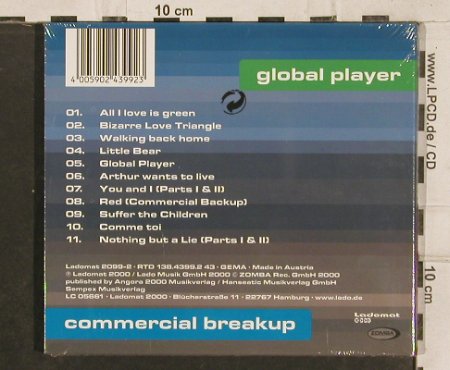 10 cm
4 005902 439923
global player
01. All I love is green
02. Bizarre Love Triangle
03. Walking back home
04. Little Bear
05. Global Player
06. Arthur wants to live
07. You and I (Parts I & II)
08. Red (Commercial Backup)
09. Suffer the Children
10. Comme toi
11. Nothing but a Lie (Parts I & II)
Ladomat 2099-2 · RTD 138.4399.2 43 · GEMA · Made in Austria
℗ Ladomat 2000 / Lado Musik GmbH 2000 © ZOMBA Rec. GmbH 2000
published by Angora 2000 Musikverlag / Hanseatic Musikverlag GmbH
Sempex Musikverlag
LC 05661 · Ladomat 2000 · Blücherstraße 11 · 22767 Hamburg · www.lado.de
commercial breakup
Ladomat
ZOMBA
www.LPCD.de / CD
10 cm